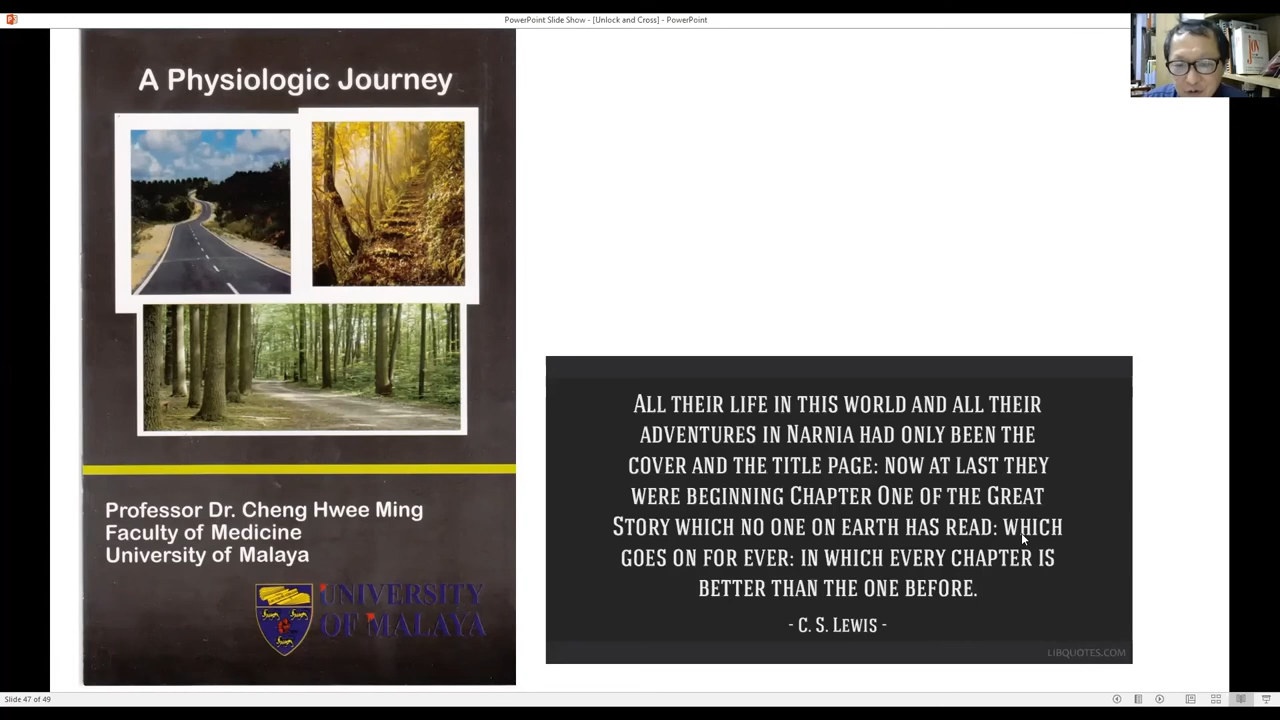 PowerPoint Slide Show - [Unlock and Cross] - PowerPoint
A Physiologic Journey
Professor Dr. Cheng Hwee Ming
Faculty of Medicine
University of Malaya
UNIVERSITY
OF MALAYA
All their life in this world and all their
adventures in Narnia had only been the
cover and the title page: now at last they
were beginning Chapter One of the Great
Story which no one on earth has read: which
goes on for ever: in which every chapter is
better than the one before.
- C. S. Lewis -
LIBQUOTES.COM
Slide 47 of 49